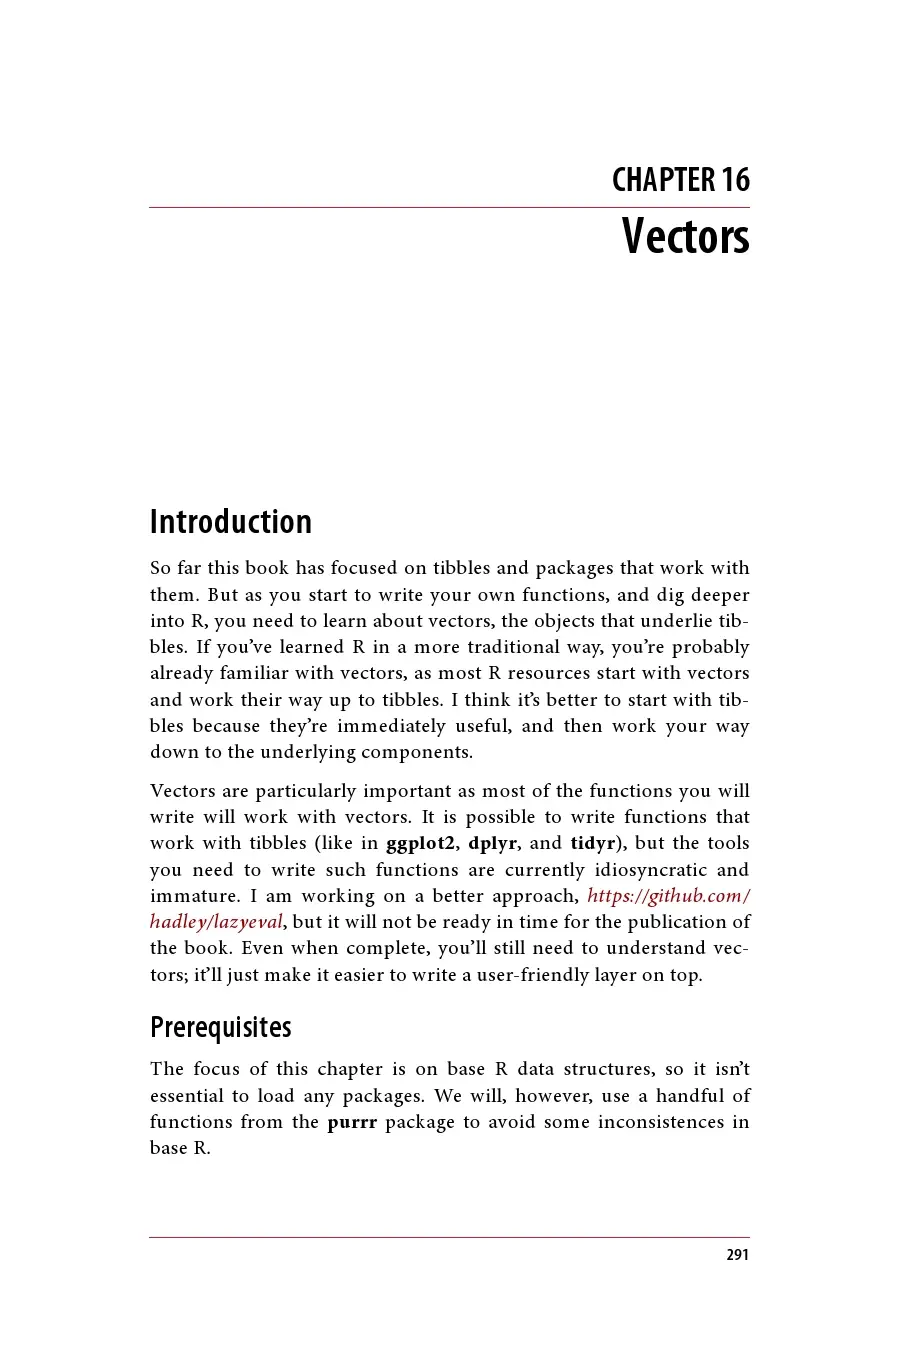 CHAPTER 16
Vectors
Introduction
So far this book has focused on tibbles and packages that work with
them. But as you start to write your own functions, and dig deeper
into R, you need to learn about vectors, the objects that underlie tib-
bles. If you’ve learned R in a more traditional way, you’re probably
already familiar with vectors, as most R resources start with vectors
and work their way up to tibbles. I think it’s better to start with tib-
bles because they’re immediately useful, and then work your way
down to the underlying components.
Vectors are particularly important as most of the functions you will
write will work with vectors. It is possible to write functions that
work with tibbles (like in ggplot2, dplyr, and tidyr), but the tools
you need to write such functions are currently idiosyncratic and
immature. I am working on a better approach, https://github.com/
hadley/lazyeval, but it will not be ready in time for the publication of
the book. Even when complete, you’ll still need to understand vec-
tors; it’ll just make it easier to write a user-friendly layer on top.
Prerequisites
The focus of this chapter is on base R data structures, so it isn’t
essential to load any packages. We will, however, use a handful of
functions from the purrr package to avoid some inconsistences in
base R.
291